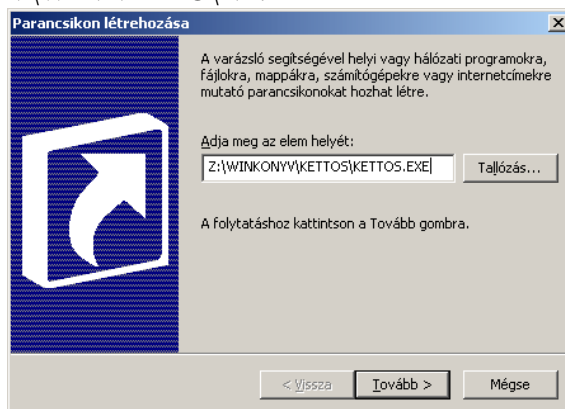 Parancsikon létrehozása
A varázsló segítségével helyi vagy hálózati programokra,
fájlokra, mappákra, számítógépekre vagy internetcímekre
mutató parancsikonokat hozhat létre.
Adja meg az elem helyét:
Z:\WINKONYV\KETTOS\KETTOS.EXE
Tallózás...
A folytatáshoz kattintson a Tovább gombra.
< Vissza
Tovább >
Mégse